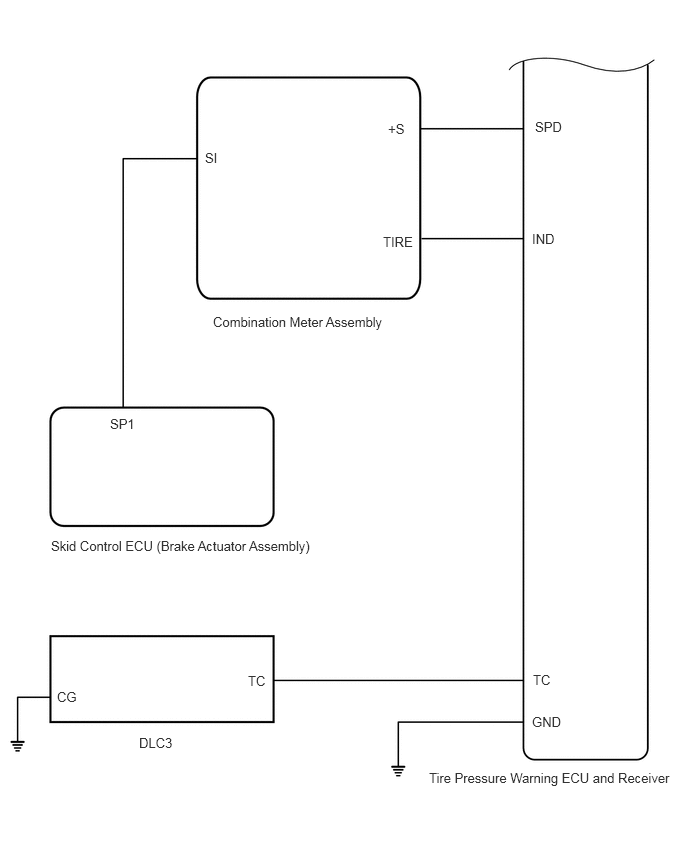 +S
SPD
SI
TIRE
IND
Combination Meter Assembly
SP1
Skid Control ECU (Brake Actuator Assembly)
TC
TC
CG
GND
DLC3
Tire Pressure Warning ECU and Receiver